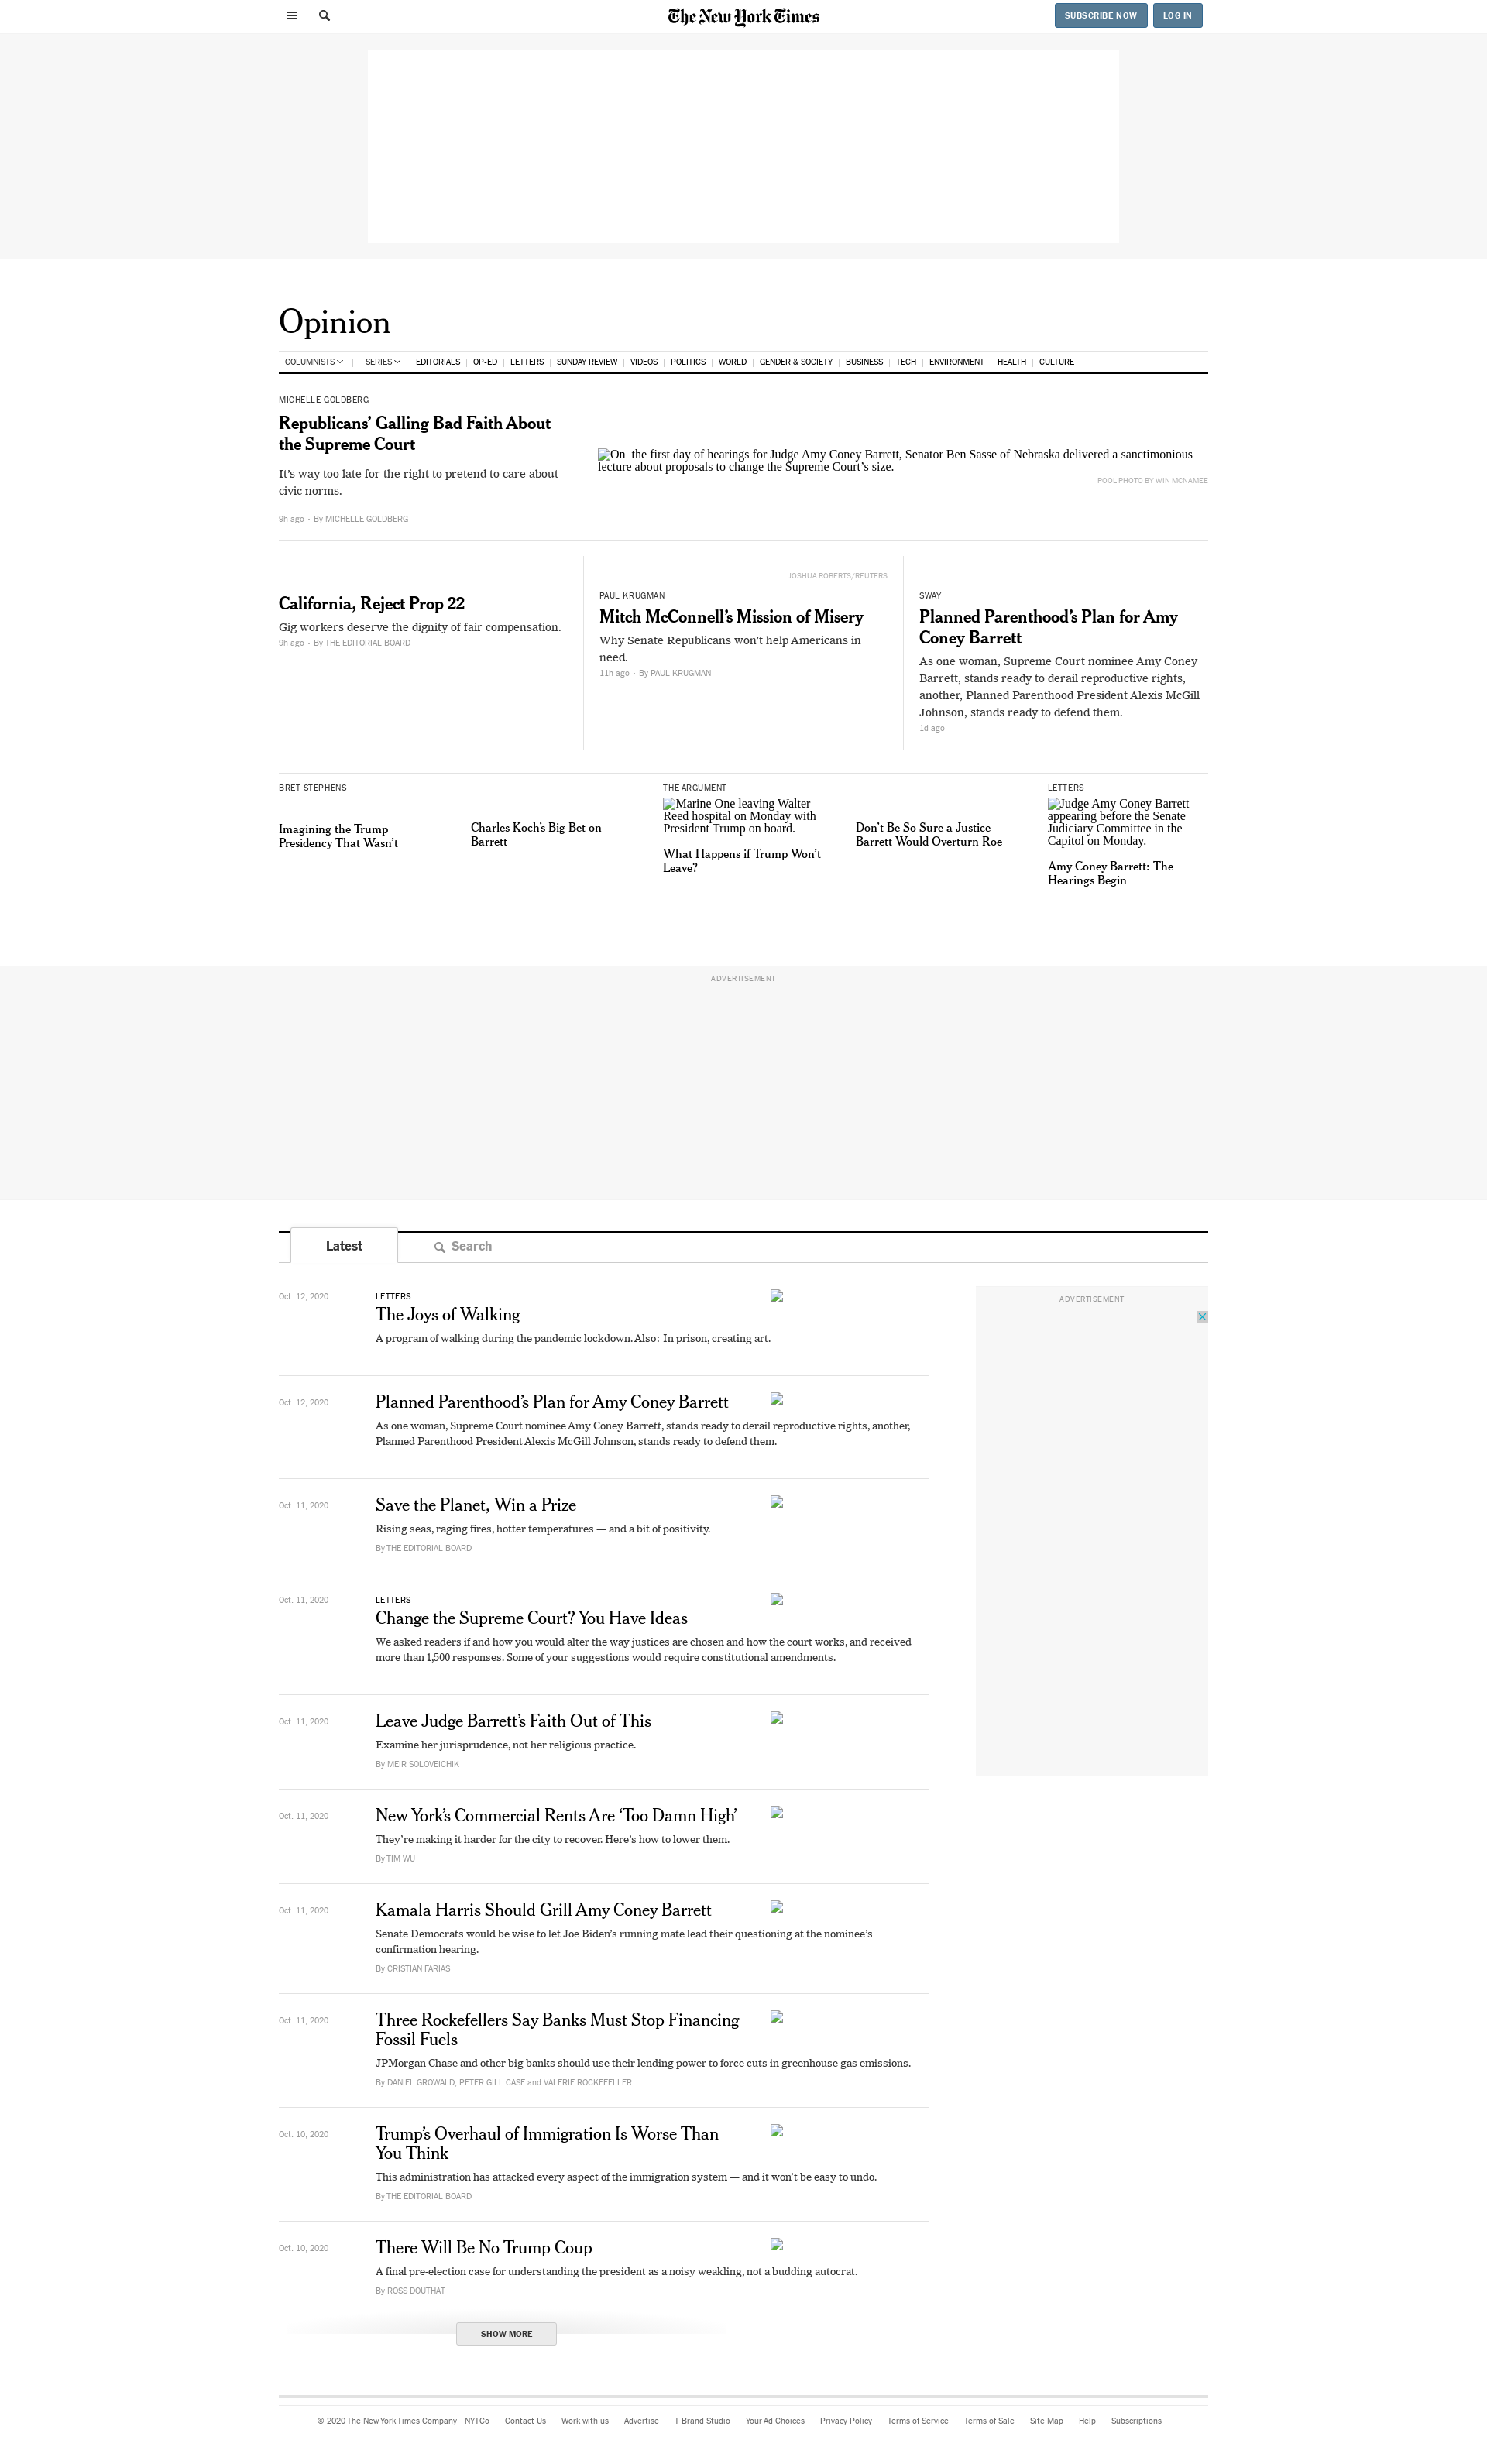 The New York Times
SUBSCRIBE NOW
LOG IN
Opinion
COLUMNISTS
SERIES
EDITORIALS
OP-ED
LETTERS
SUNDAY REVIEW
VIDEOS
POLITICS
WORLD
GENDER & SOCIETY
BUSINESS
TECH
ENVIRONMENT
HEALTH
CULTURE
MICHELLE GOLDBERG
Republicans’ Galling Bad Faith About
the Supreme Court
It’s way too late for the right to pretend to care about
civic norms.
9h ago • By MICHELLE GOLDBERG
On the first day of hearings for Judge Amy Coney Barrett, Senator Ben Sasse of Nebraska delivered a sanctimonious
lecture about proposals to change the Supreme Court’s size.
POOL PHOTO BY WIN MCNAMEE
California, Reject Prop 22
Gig workers deserve the dignity of fair compensation.
9h ago • By THE EDITORIAL BOARD
JOSHUA ROBERTS/REUTERS
PAUL KRUGMAN
Mitch McConnell’s Mission of Misery
Why Senate Republicans won’t help Americans in
need.
11h ago • By PAUL KRUGMAN
SWAY
Planned Parenthood’s Plan for Amy
Coney Barrett
As one woman, Supreme Court nominee Amy Coney
Barrett, stands ready to derail reproductive rights,
another, Planned Parenthood President Alexis McGill
Johnson, stands ready to defend them.
1d ago
BRET STEPHENS
Imagining the Trump
Presidency That Wasn’t
Charles Koch’s Big Bet on
Barrett
THE ARGUMENT
Marine One leaving Walter
Reed hospital on Monday with
President Trump on board.
What Happens if Trump Won’t
Leave?
Don’t Be So Sure a Justice
Barrett Would Overturn Roe
LETTERS
Judge Amy Coney Barrett
appearing before the Senate
Judiciary Committee in the
Capitol on Monday.
Amy Coney Barrett: The
Hearings Begin
ADVERTISEMENT
Latest
Search
ADVERTISEMENT
Oct. 12, 2020
LETTERS
The Joys of Walking
A program of walking during the pandemic lockdown. Also: In prison, creating art.
Oct. 12, 2020
Planned Parenthood’s Plan for Amy Coney Barrett
As one woman, Supreme Court nominee Amy Coney Barrett, stands ready to derail reproductive rights, another,
Planned Parenthood President Alexis McGill Johnson, stands ready to defend them.
Oct. 11, 2020
Save the Planet, Win a Prize
Rising seas, raging fires, hotter temperatures — and a bit of positivity.
By THE EDITORIAL BOARD
Oct. 11, 2020
LETTERS
Change the Supreme Court? You Have Ideas
We asked readers if and how you would alter the way justices are chosen and how the court works, and received
more than 1,500 responses. Some of your suggestions would require constitutional amendments.
Oct. 11, 2020
Leave Judge Barrett’s Faith Out of This
Examine her jurisprudence, not her religious practice.
By MEIR SOLOVEICHIK
Oct. 11, 2020
New York’s Commercial Rents Are ‘Too Damn High’
They’re making it harder for the city to recover. Here’s how to lower them.
By TIM WU
Oct. 11, 2020
Kamala Harris Should Grill Amy Coney Barrett
Senate Democrats would be wise to let Joe Biden’s running mate lead their questioning at the nominee’s
confirmation hearing.
By CRISTIAN FARIAS
Oct. 11, 2020
Three Rockefellers Say Banks Must Stop Financing
Fossil Fuels
JPMorgan Chase and other big banks should use their lending power to force cuts in greenhouse gas emissions.
By DANIEL GROWALD, PETER GILL CASE and VALERIE ROCKEFELLER
Oct. 10, 2020
Trump’s Overhaul of Immigration Is Worse Than
You Think
This administration has attacked every aspect of the immigration system — and it won’t be easy to undo.
By THE EDITORIAL BOARD
Oct. 10, 2020
There Will Be No Trump Coup
A final pre-election case for understanding the president as a noisy weakling, not a budding autocrat.
By ROSS DOUTHAT
SHOW MORE
© 2020 The New York Times Company NYTCo Contact Us Work with us Advertise T Brand Studio Your Ad Choices Privacy Policy Terms of Service Terms of Sale Site Map Help Subscriptions